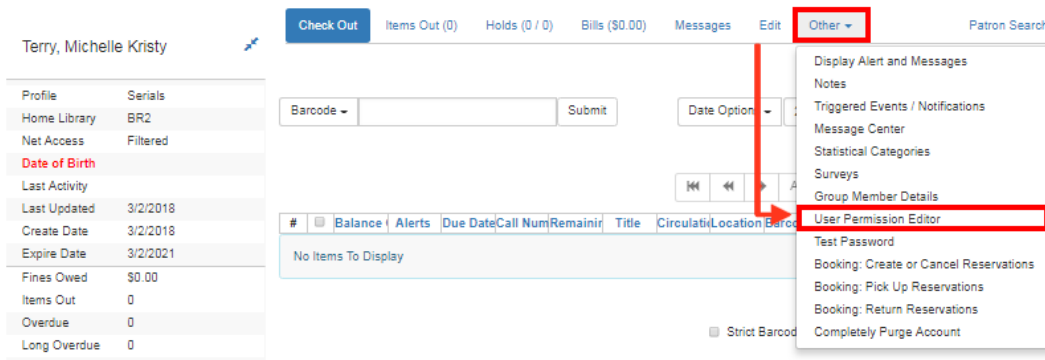 Terry, Michelle Kristy
Profile Serials
Home Library BR2
Net Access Filtered
Date of Birth
Last Activity
Last Updated 3/2/2018
Create Date 3/2/2018
Expire Date 3/2/2021
Fines Owed $0.00
Items Out 0
Overdue 0
Long Overdue 0
Check Out Items Out (0) Holds (0 / 0) Bills ($0.00) Messages Edit Other Patron Search
Barcode Submit Date Option
# Balance Alerts Due Date Call Num Remainin Title Circulati Location Barco
No Items To Display
Strict Barcod
Display Alert and Messages
Notes
Triggered Events / Notifications
Message Center
Statistical Categories
Surveys
Group Member Details
User Permission Editor
Test Password
Booking: Create or Cancel Reservations
Booking: Pick Up Reservations
Booking: Return Reservations
Completely Purge Account